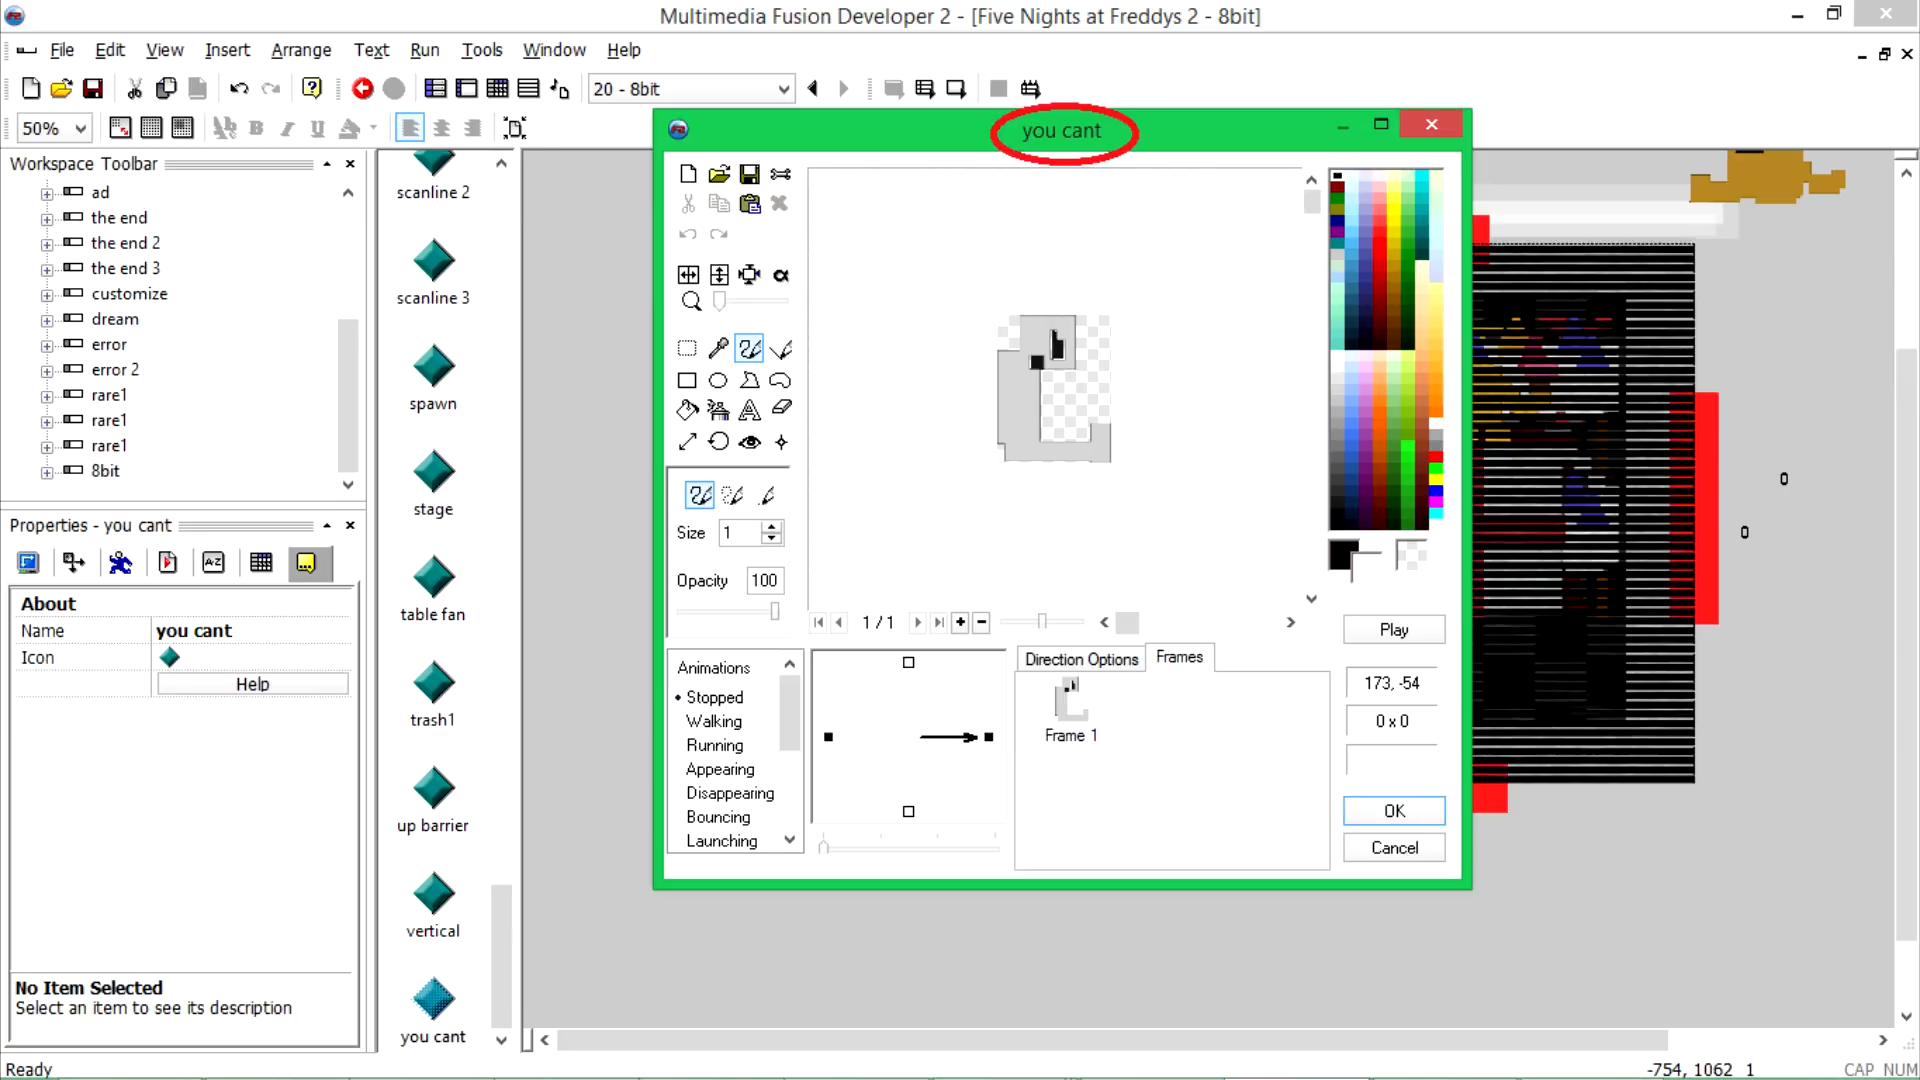 Multimedia Fusion Developer 2 - [Five Nights at Freddys 2 - 8bit]
File Edit View Insert Arrange Text Run Tools Window Help
20 - 8bit
50%
Workspace Toolbar
ad
the end
the end 2
the end 3
customize
dream
error
error 2
rare1
rare1
rare1
8bit
Properties - you cant
About
Name you cant
Icon
Help
No Item Selected
Select an item to see its description
scanline 2
scanline 3
spawn
stage
table fan
trash1
up barrier
vertical
you cant
you cant
Size 1
Opacity 100
1 / 1
Animations
Stopped
Walking
Running
Appearing
Disappearing
Bouncing
Launching
Direction Options Frames
Frame 1
Play
173, -54
0 x 0
OK
Cancel
0
0
Ready
-754, 1062 1 CAP NUM